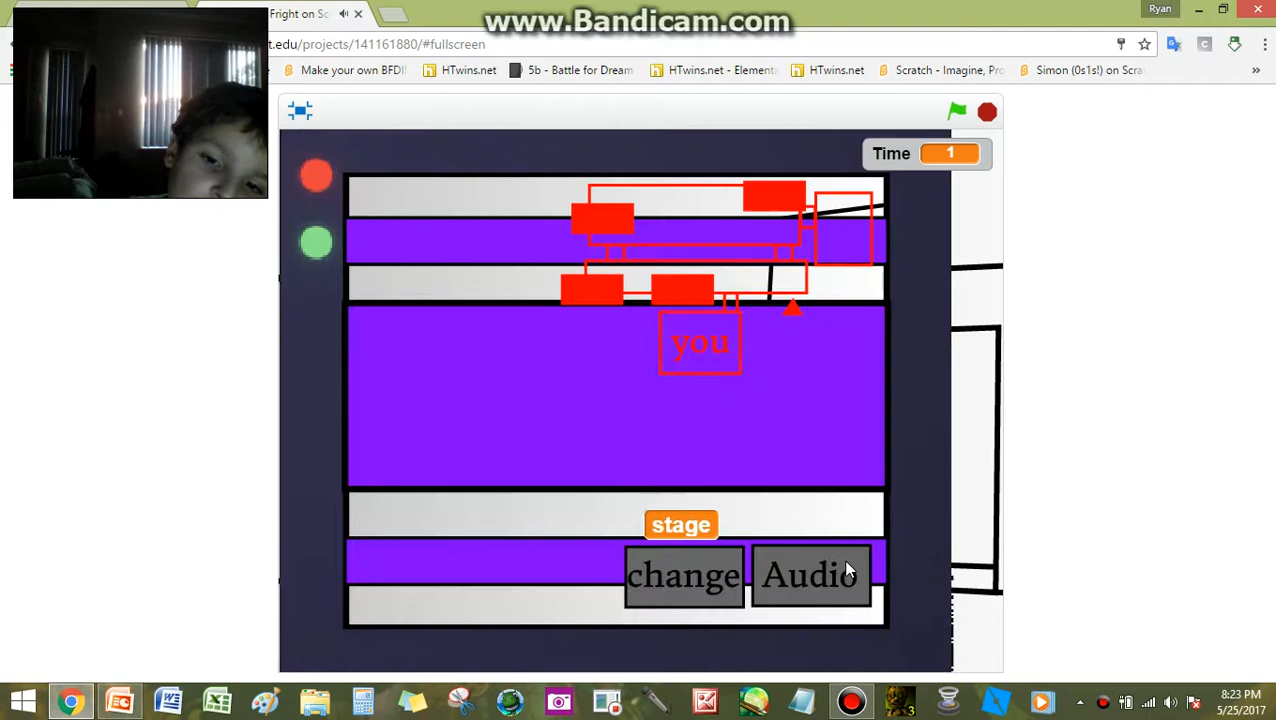 www.Bandicam.com
Fright on Sc
Ryan
t.edu/projects/141161880/#fullscreen
Make your own BFDI!
HTwins.net
5b - Battle for Dream
HTwins.net - Elementa
HTwins.net
Scratch - Imagine, Pro
Simon (0s1s!) on Scra
»
Time 1
you
stage
change
Audio
3
8:23 PM
5/25/2017